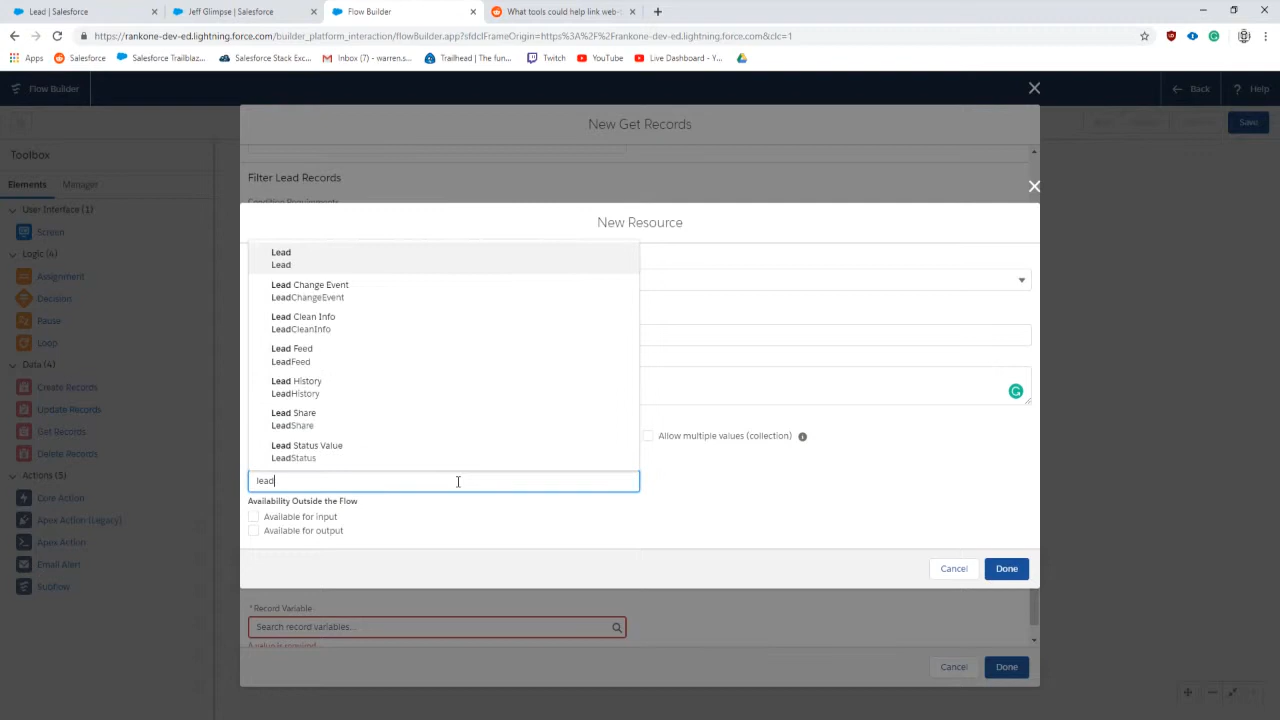 Lead | Salesforce
Jeff Glimpse | Salesforce
Flow Builder
What tools could help link web-
https://rankone-dev-ed.lightning.force.com/builder_platform_interaction/flowBuilder.app?sfdcIFrameOrigin=https%3A%2F%2Frankone-dev-ed.lightning.force.com&clc=1
Apps
Salesforce
Salesforce Trailblaz...
Salesforce Stack Exc...
Inbox (7) - warren.s...
Trailhead | The fun...
Twitch
YouTube
Live Dashboard - Y...
Flow Builder
Back
? Help
New Get Records
Save
Toolbox
Elements
Manager
Filter Lead Records
Condition Requirements
User Interface (1)
Screen
New Resource
Logic (4)
Assignment
Decision
Pause
Loop
Data (4)
Create Records
Update Records
Get Records
Delete Records
Actions (5)
Core Action
Apex Action (Legacy)
Apex Action
Email Alert
Subflow
Lead
Lead
Lead Change Event
LeadChangeEvent
Lead Clean Info
LeadCleanInfo
Lead Feed
LeadFeed
Lead History
LeadHistory
Lead Share
LeadShare
Lead Status Value
LeadStatus
Allow multiple values (collection)
lead
Availability Outside the Flow
Available for input
Available for output
Cancel
Done
* Record Variable
Search record variables...
A value is required.
Cancel
Done